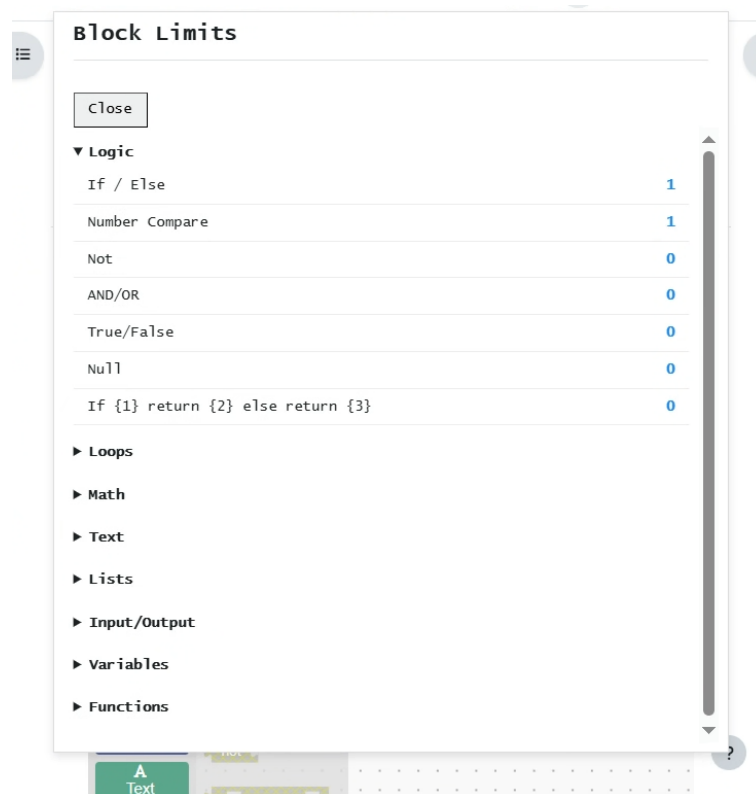 Block Limits
Close
▼ Logic
If / Else 1
Number Compare 1
Not 0
AND/OR 0
True/False 0
Null 0
If {1} return {2} else return {3} 0
▶ Loops
▶ Math
▶ Text
▶ Lists
▶ Input/Output
▶ Variables
▶ Functions
?
A
Text